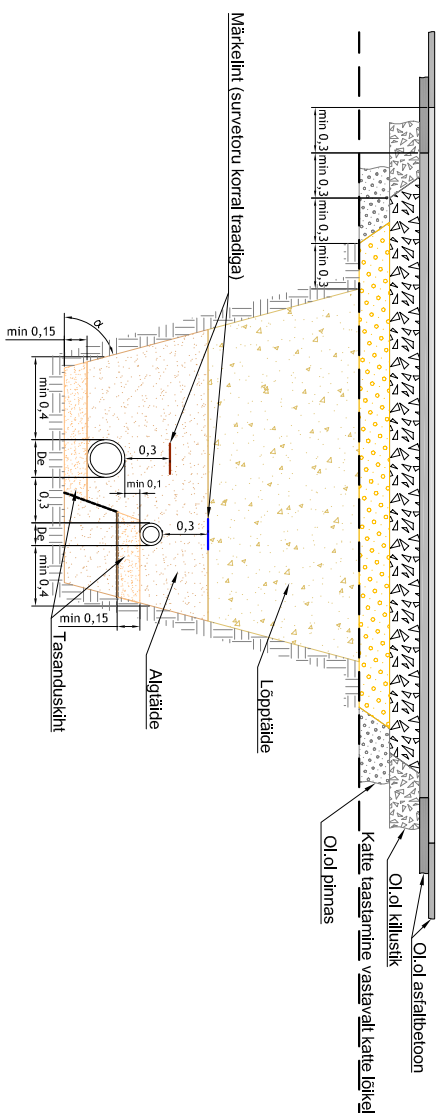 Märkelint (survetoru korral traadiga)
min 0,3
min 0,3
min 0,3
min 0,3
Ol.ol asfaltbetoon
Ol.ol killustik
Katte taastamine vastavalt katte lõikel
Ol.ol pinnas
Lõpptäide
Algtäide
Tasanduskiht
α
min 0,15
0,3
0,3
min 0,1
min 0,15
min 0,4
De
0,3
De
min 0,4